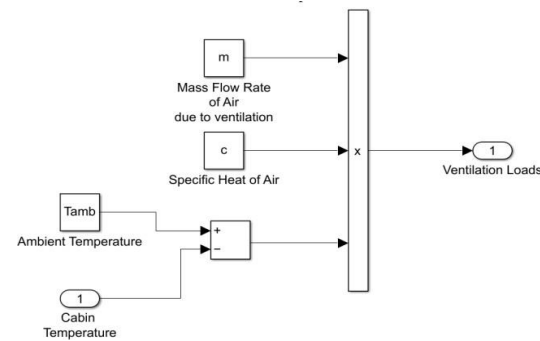 m
Mass Flow Rate
of Air
due to ventilation
c
Specific Heat of Air
x
1
Ventilation Loads
Tamb
Ambient Temperature
+
−
1
Cabin
Temperature